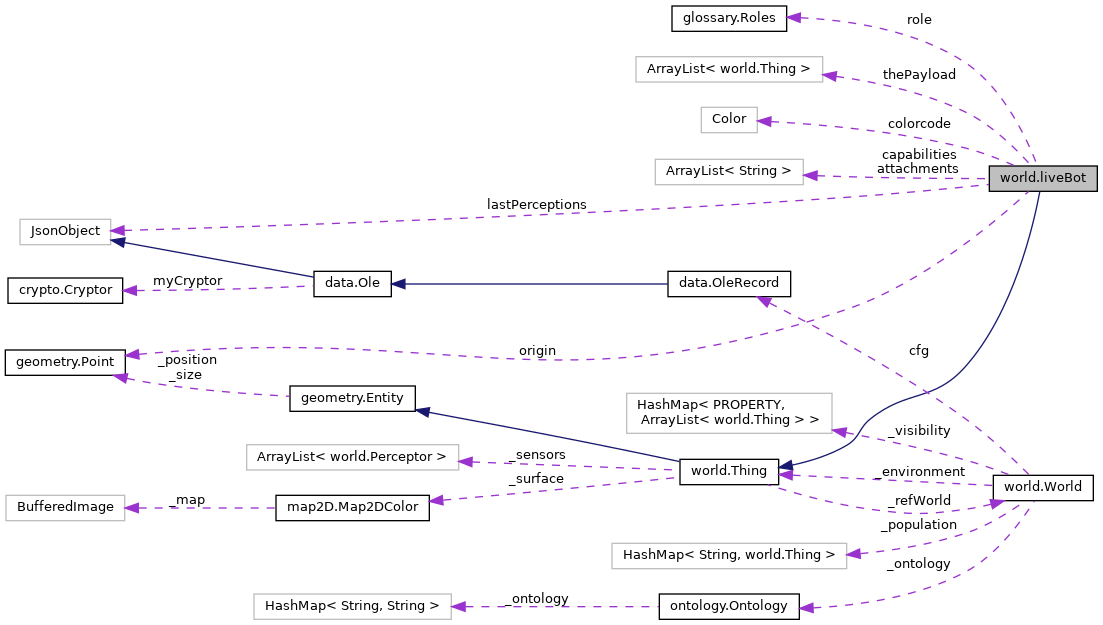 glossary.Roles
role
ArrayList< world.Thing >
thePayload
Color
colorcode
capabilities
attachments
ArrayList< String >
world.liveBot
lastPerceptions
JsonObject
myCryptor
crypto.Cryptor
data.Ole
data.OleRecord
origin
cfg
geometry.Point
_position
_size
geometry.Entity
HashMap< PROPERTY,
ArrayList< world.Thing > >
_visibility
ArrayList< world.Perceptor >
_sensors
world.Thing
_environment
_surface
world.World
BufferedImage
_map
map2D.Map2DColor
_refWorld
_population
HashMap< String, world.Thing >
_ontology
HashMap< String, String >
_ontology
ontology.Ontology